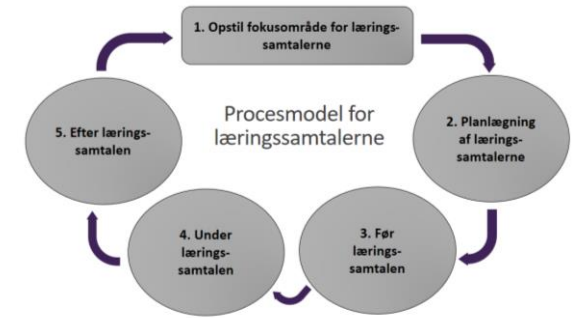 1. Opstil fokusområde for lærings-
samtalerne
Procesmodel for
læringssamtalerne
2. Planlægning
af lærings-
samtalerne
3. Før
lærings-
samtalen
4. Under
lærings-
samtalen
5. Efter lærings-
samtalen